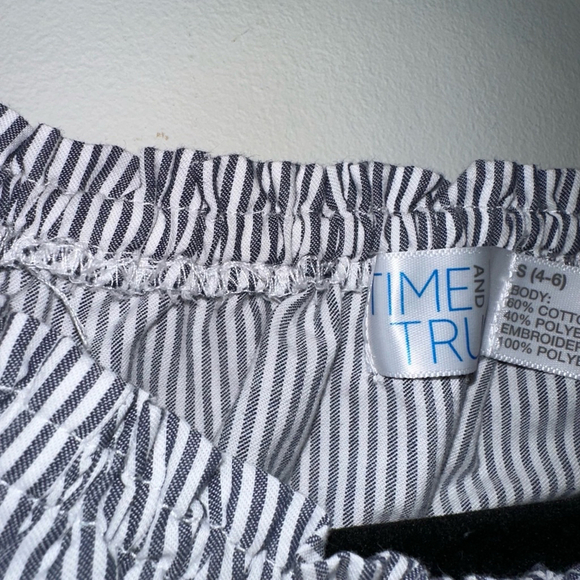 TIME
AND
TRU
S (4-6)
BODY:
60% COTTO
40% POLYE
EMBROIDER
100% POLYE